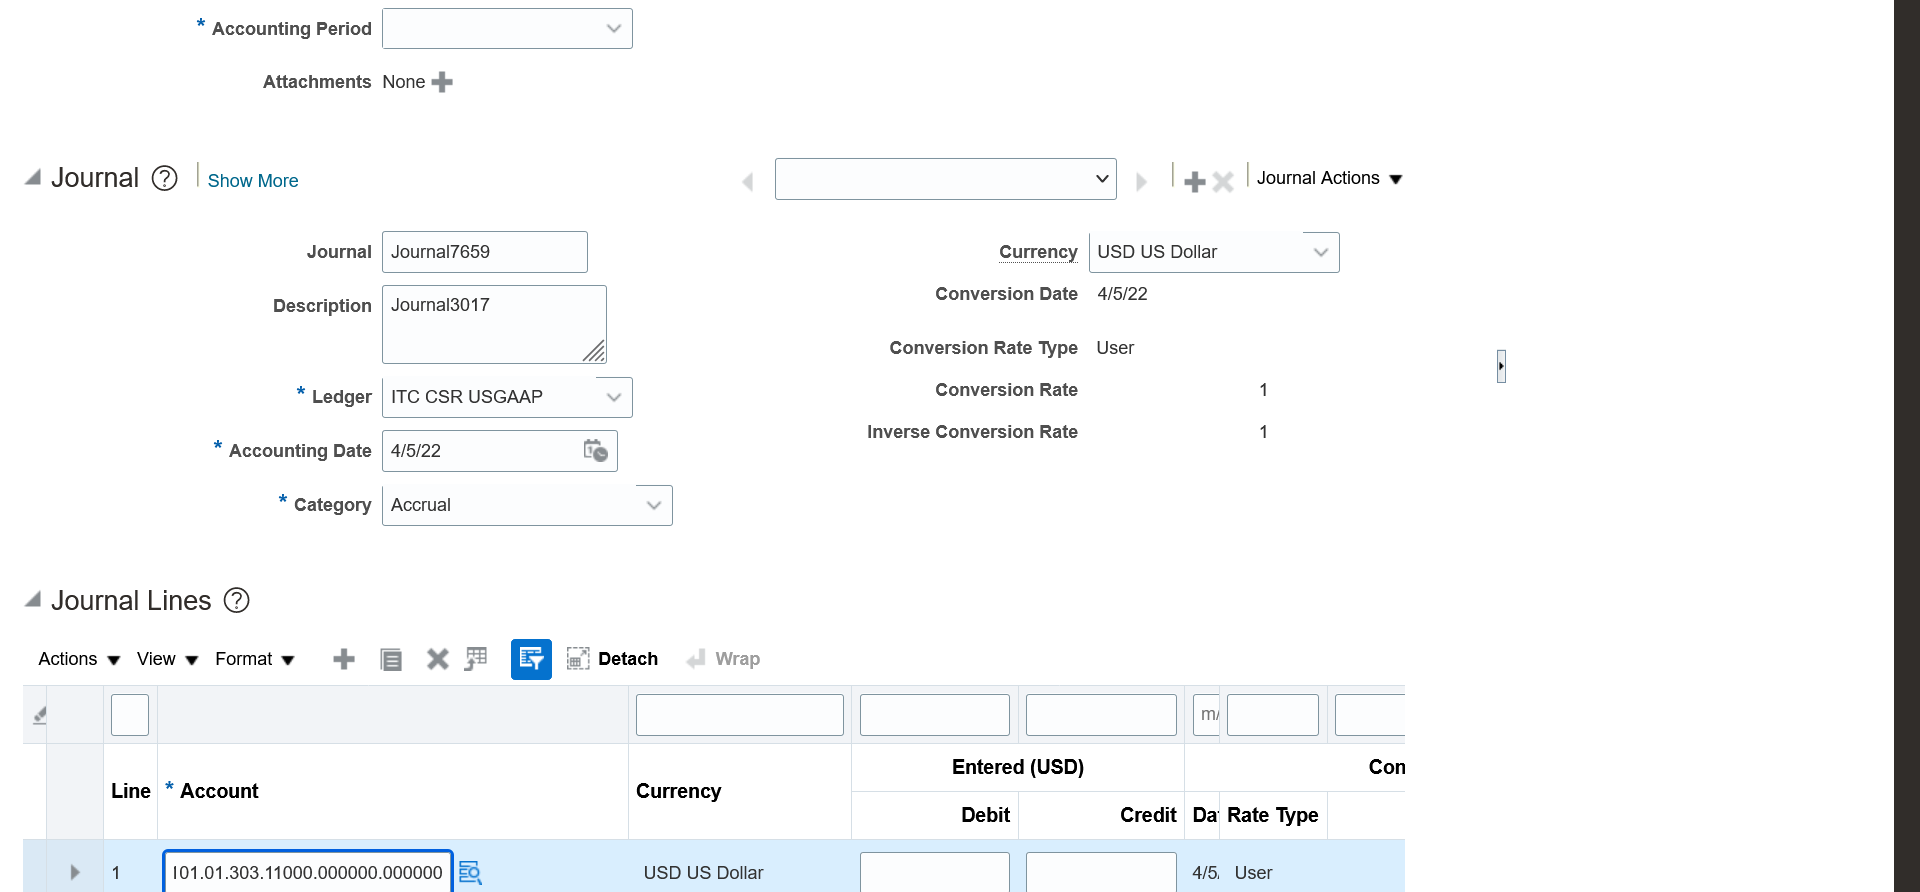 * Accounting Period
Attachments None
Journal ? Show More Journal Actions
Journal Journal7659
Description Journal3017
* Ledger ITC CSR USGAAP
* Accounting Date 4/5/22
* Category Accrual
Currency USD US Dollar
Conversion Date 4/5/22
Conversion Rate Type User
Conversion Rate 1
Inverse Conversion Rate 1
Journal Lines ?
Actions View Format Detach Wrap
m/
Line * Account Currency Entered (USD) Con
Debit Credit Da Rate Type
1 101.01.303.11000.000000.000000 USD US Dollar 4/5/ User